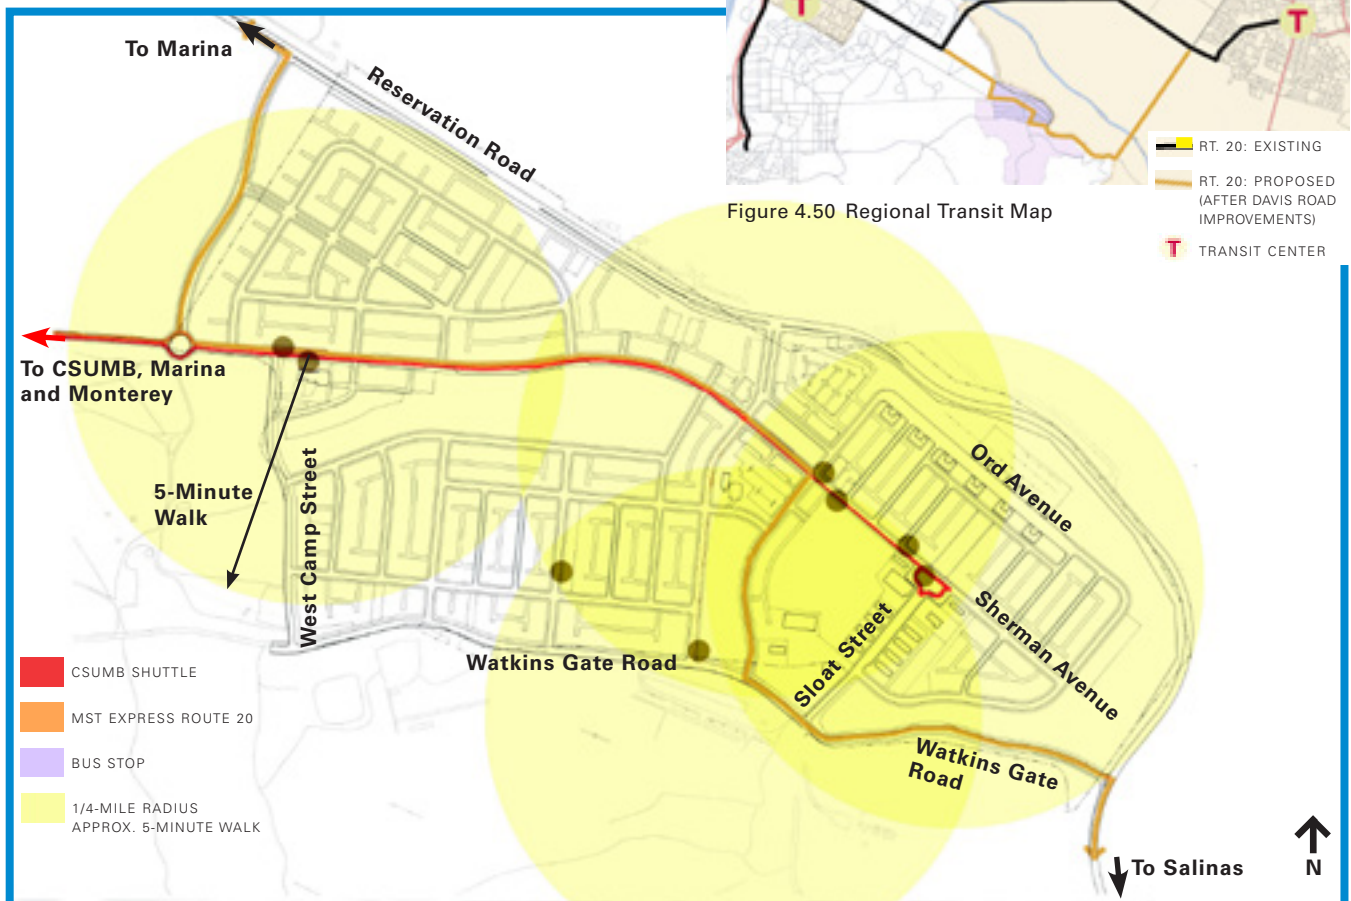 To Marina
Reservation Road
T
T
RT. 20: EXISTING
RT. 20: PROPOSED
(AFTER DAVIS ROAD
IMPROVEMENTS)
T
TRANSIT CENTER
Figure 4.50 Regional Transit Map
To CSUMB, Marina
and Monterey
5-Minute
Walk
West Camp Street
Ord Avenue
Sherman Avenue
Sloat Street
Watkins Gate Road
Watkins Gate
Road
CSUMB SHUTTLE
MST EXPRESS ROUTE 20
BUS STOP
1/4-MILE RADIUS
APPROX. 5-MINUTE WALK
To Salinas
N